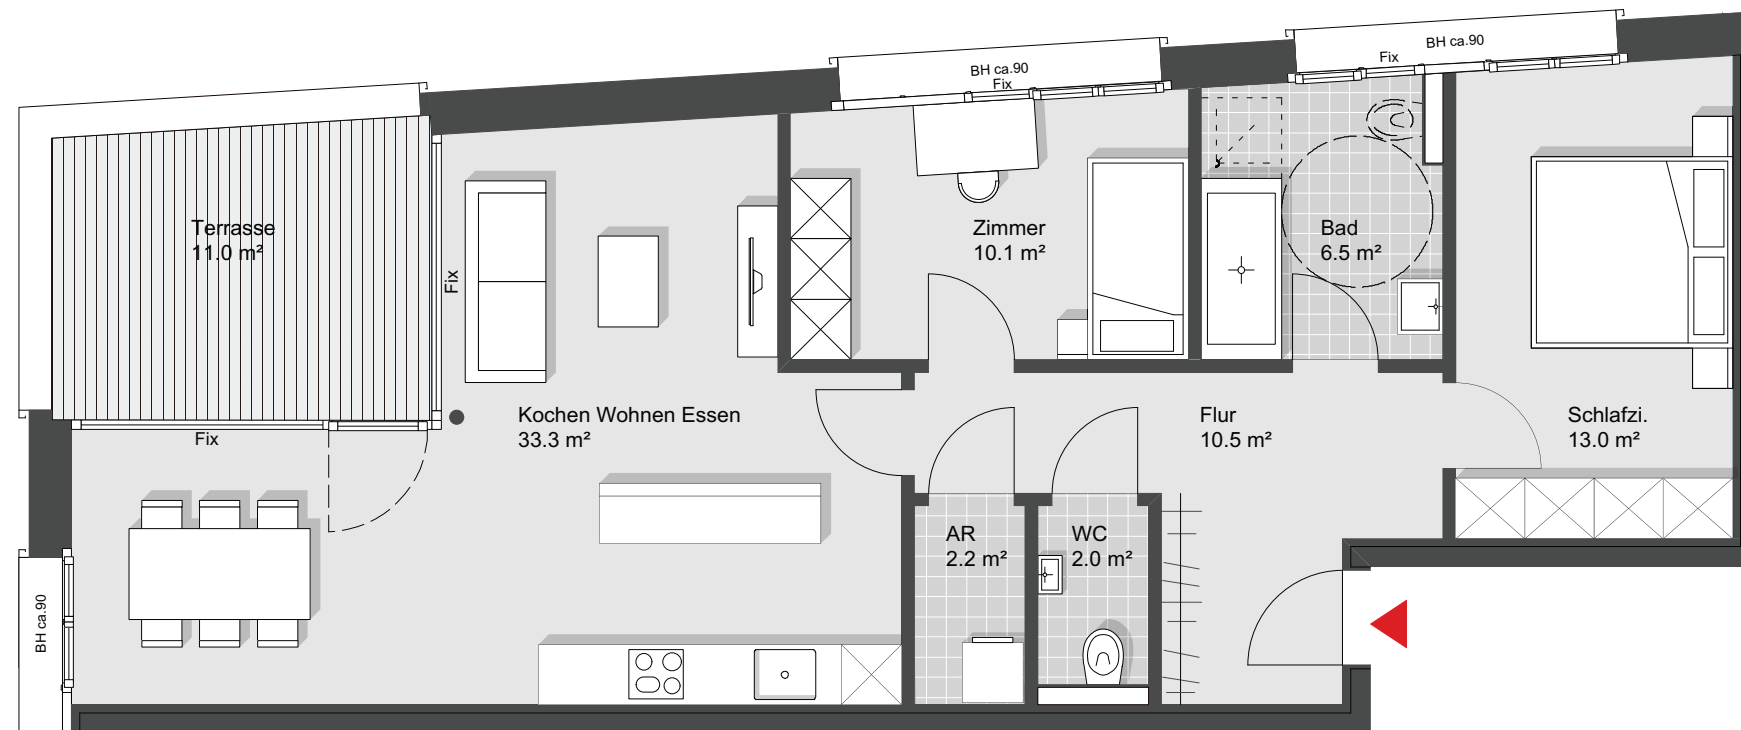 BH ca.90
Fix
BH ca.90
Fix
Terrasse
11.0 m²
Fix
Zimmer
10.1 m²
Bad
6.5 m²
Kochen Wohnen Essen
33.3 m²
Flur
10.5 m²
Schlafzi.
13.0 m²
Fix
AR
2.2 m²
WC
2.0 m²
BH ca.90